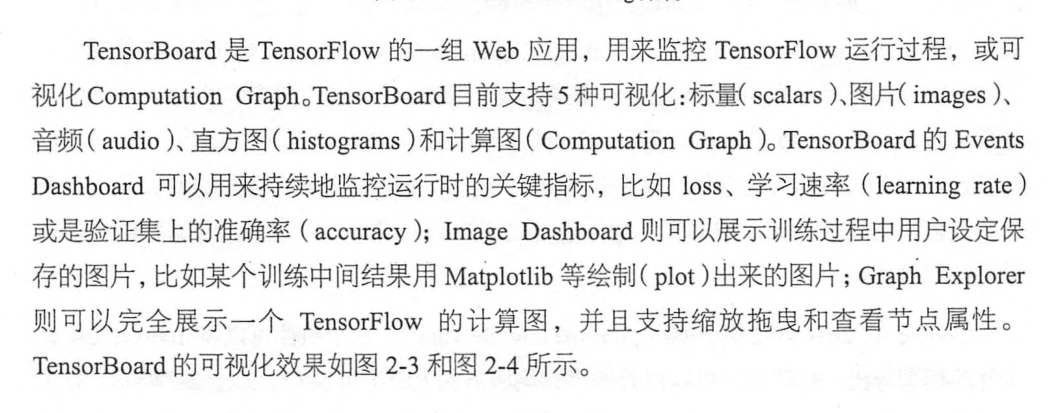 TensorBoard 是 TensorFlow 的一组 Web 应用，用来监控 TensorFlow 运行过程，或可
视化 Computation Graph。TensorBoard 目前支持 5 种可视化：标量（scalars）、图片（images）、
音频（audio）、直方图（histograms）和计算图（Computation Graph）。TensorBoard 的 Events
Dashboard 可以用来持续地监控运行时的关键指标，比如 loss、学习速率（learning rate）
或是验证集上的准确率（accuracy）；Image Dashboard 则可以展示训练过程中用户设定保
存的图片，比如某个训练中间结果用 Matplotlib 等绘制（plot）出来的图片；Graph Explorer
则可以完全展示一个 TensorFlow 的计算图，并且支持缩放拖曳和查看节点属性。
TensorBoard 的可视化效果如图 2-3 和图 2-4 所示。